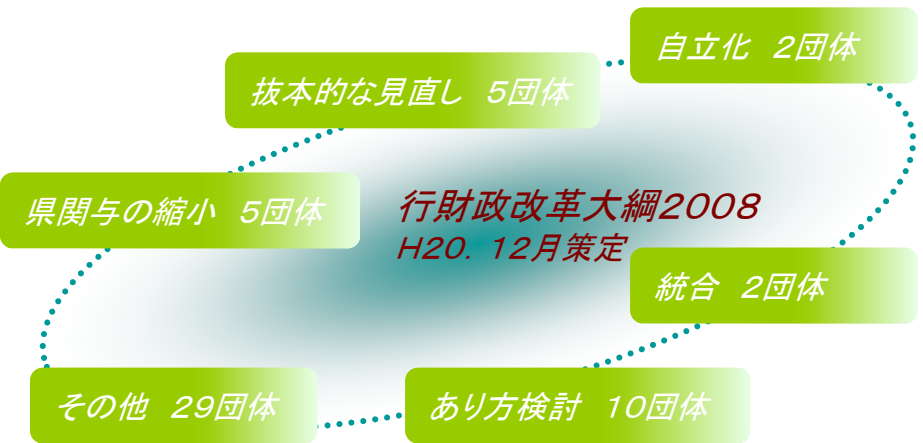 自立化　２団体
抜本的な見直し　５団体
県関与の縮小　５団体
行財政改革大綱２００８
Ｈ２０．１２月策定
統合　２団体
その他　２９団体
あり方検討　１０団体